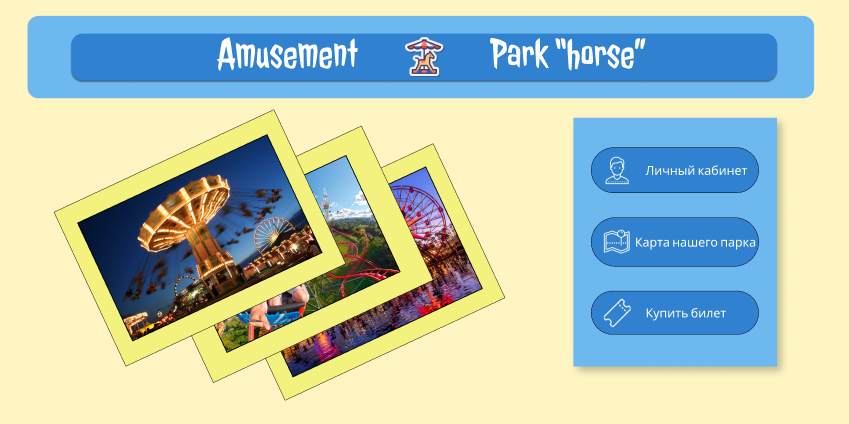 Amusement Park "horse"
Личный кабинет
Карта нашего парка
Купить билет